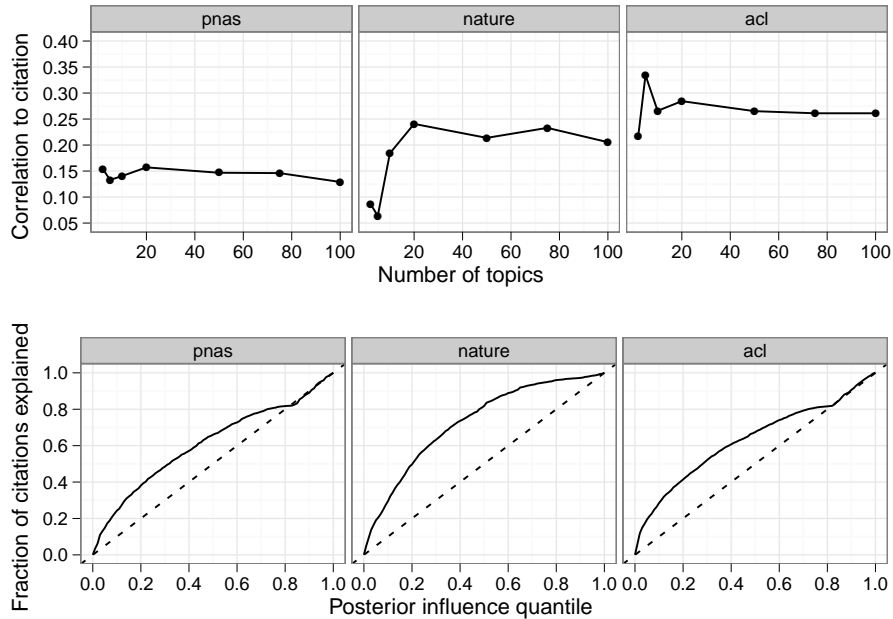 pnas nature acl
Correlation to citation
0.40
0.35
0.30
0.25
0.20
0.15
0.10
0.05
20 40 60 80 100 20 40 60 80 100 20 40 60 80 100
Number of topics
pnas nature acl
Fraction of citations explained
1.0
0.8
0.6
0.4
0.2
0.0
0.0 0.2 0.4 0.6 0.8 1.0 0.0 0.2 0.4 0.6 0.8 1.0 0.0 0.2 0.4 0.6 0.8 1.0
Posterior influence quantile